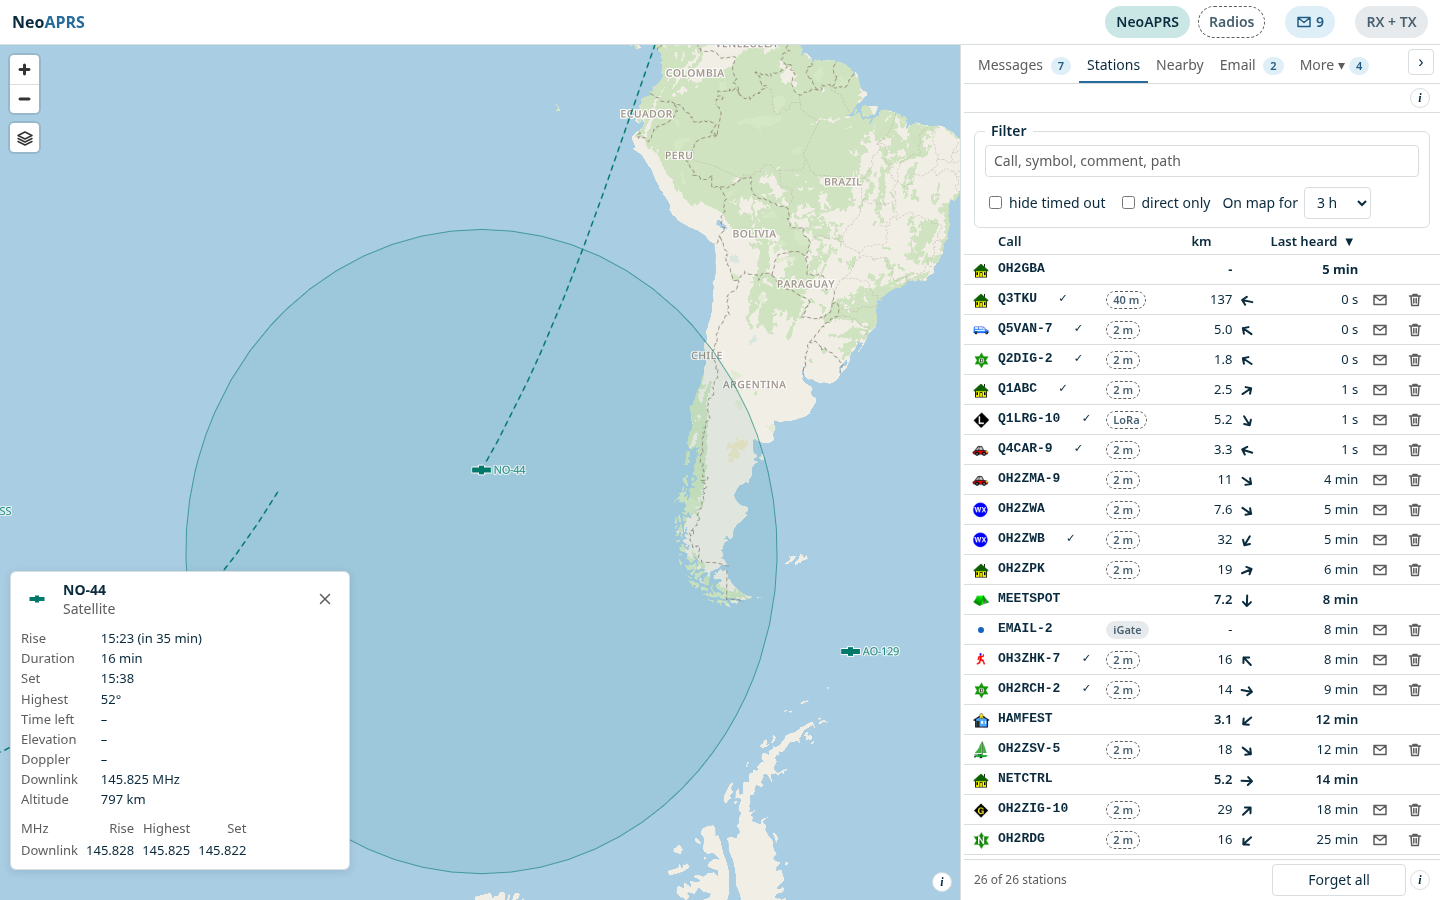 NeoAPRS
NeoAPRS Radios 9 RX + TX
Messages 7 Stations Nearby Email 2 More ▾ 4 ›
i
Filter
Call, symbol, comment, path
hide timed out direct only On map for 3 h
Call km Last heard ▼
OH2GBA - 5 min
Q3TKU ✓ 40 m 137 0 s
Q5VAN-7 ✓ 2 m 5.0 0 s
Q2DIG-2 ✓ 2 m 1.8 0 s
Q1ABC ✓ 2 m 2.5 1 s
Q1LRG-10 ✓ LoRa 5.2 1 s
Q4CAR-9 ✓ 2 m 3.3 1 s
OH2ZMA-9 2 m 11 4 min
OH2ZWA 2 m 7.6 5 min
OH2ZWB ✓ 2 m 32 5 min
OH2ZPK 2 m 19 6 min
MEETSPOT 7.2 8 min
EMAIL-2 iGate - 8 min
OH3ZHK-7 ✓ 2 m 16 8 min
OH2RCH-2 ✓ 2 m 14 9 min
HAMFEST 3.1 12 min
OH2ZSV-5 2 m 18 12 min
NETCTRL 5.2 14 min
OH2ZIG-10 2 m 29 18 min
OH2RDG 2 m 16 25 min
26 of 26 stations Forget all i
+
−
VENEZUELA
COLOMBIA
ECUADOR
PERU
BRAZIL
BOLIVIA
PARAGUAY
CHILE
ARGENTINA
NO-44
SS
AO-129
NO-44
Satellite
Rise 15:23 (in 35 min)
Duration 16 min
Set 15:38
Highest 52°
Time left –
Elevation –
Doppler –
Downlink 145.825 MHz
Altitude 797 km
MHz Rise Highest Set
Downlink 145.828 145.825 145.822
i